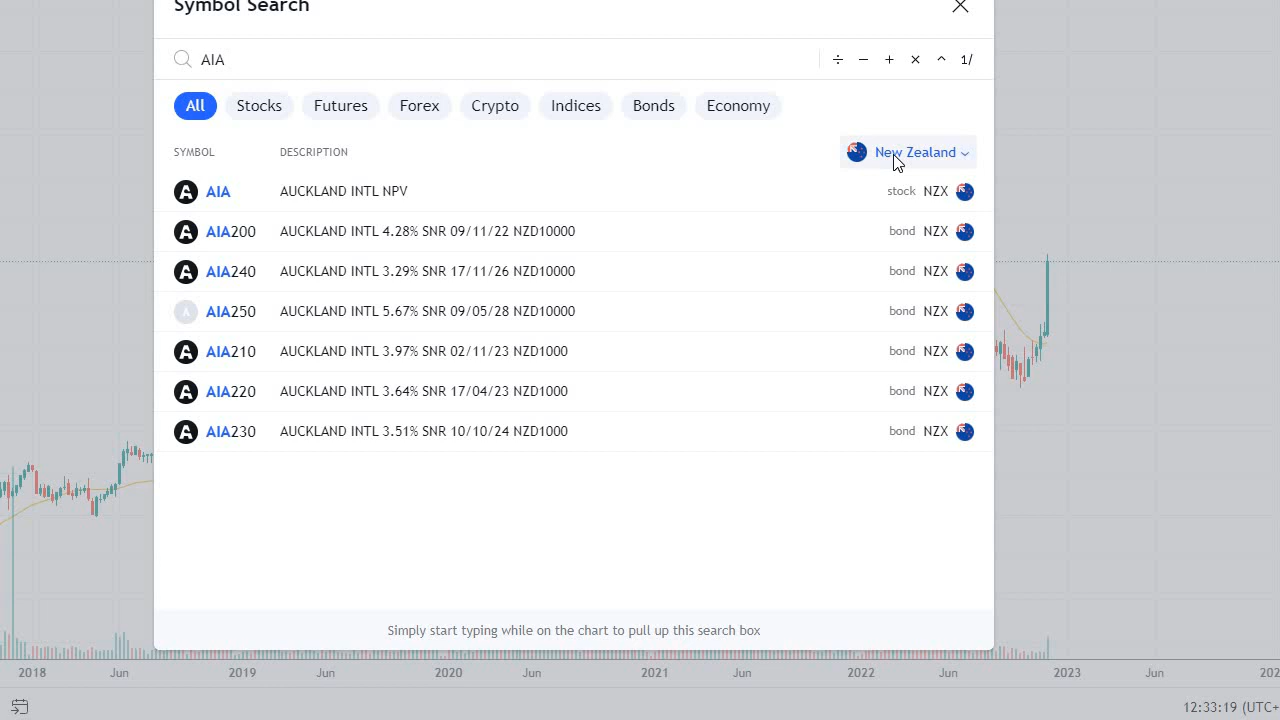 Symbol Search
AIA ÷ − + × ^ 1/
All Stocks Futures Forex Crypto Indices Bonds Economy
SYMBOL DESCRIPTION New Zealand
AIA AUCKLAND INTL NPV stock NZX
AIA200 AUCKLAND INTL 4.28% SNR 09/11/22 NZD10000 bond NZX
AIA240 AUCKLAND INTL 3.29% SNR 17/11/26 NZD10000 bond NZX
A AIA250 AUCKLAND INTL 5.67% SNR 09/05/28 NZD10000 bond NZX
AIA210 AUCKLAND INTL 3.97% SNR 02/11/23 NZD1000 bond NZX
AIA220 AUCKLAND INTL 3.64% SNR 17/04/23 NZD1000 bond NZX
AIA230 AUCKLAND INTL 3.51% SNR 10/10/24 NZD1000 bond NZX
Simply start typing while on the chart to pull up this search box
2018 Jun 2019 Jun 2020 Jun 2021 Jun 2022 Jun 2023 Jun 202
12:33:19 (UTC+